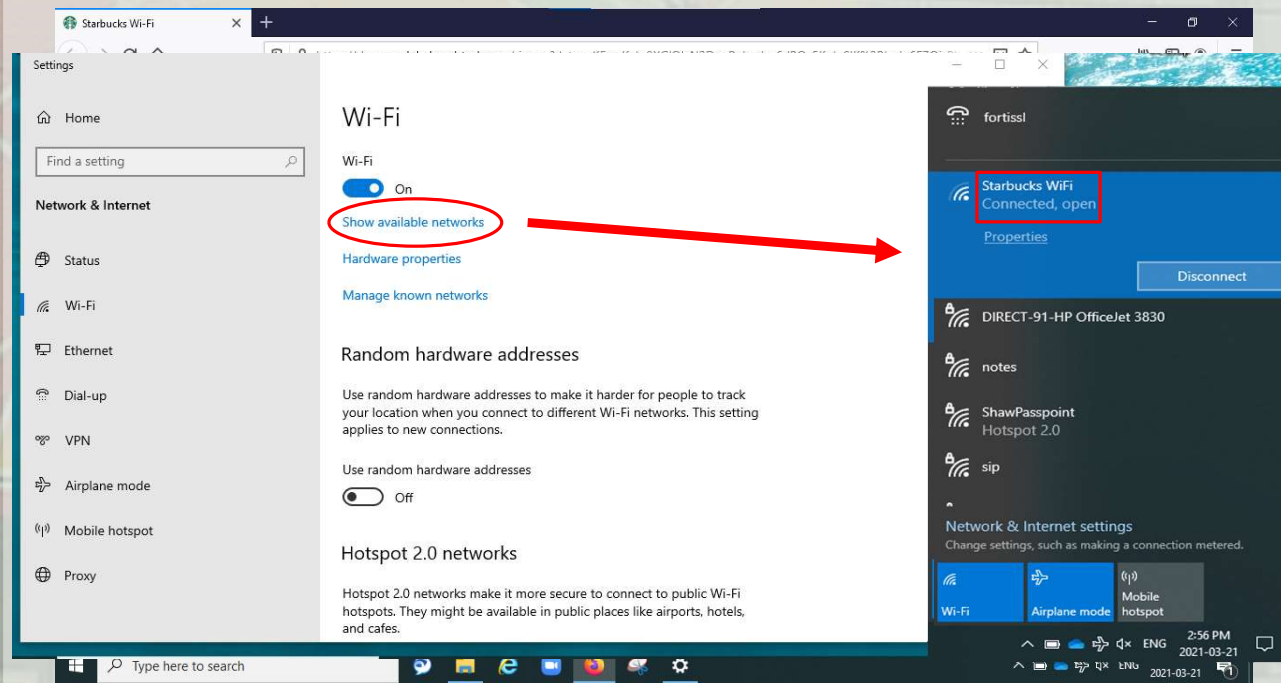 Starbucks Wi-Fi
Settings
Home
Find a setting
Network & Internet
Status
Wi-Fi
Ethernet
Dial-up
VPN
Airplane mode
Mobile hotspot
Proxy
Wi-Fi
Wi-Fi
On
Show available networks
Hardware properties
Manage known networks
Random hardware addresses
Use random hardware addresses to make it harder for people to track
your location when you connect to different Wi-Fi networks. This setting
applies to new connections.
Use random hardware addresses
Off
Hotspot 2.0 networks
Hotspot 2.0 networks make it more secure to connect to public Wi-Fi
hotspots. They might be available in public places like airports, hotels,
and cafes.
fortissl
Starbucks WiFi
Connected, open
Properties
Disconnect
DIRECT-91-HP OfficeJet 3830
notes
ShawPasspoint
Hotspot 2.0
sip
Network & Internet settings
Change settings, such as making a connection metered.
Wi-Fi
Airplane mode
Mobile
hotspot
ENG
2:56 PM
2021-03-21
Type here to search
ENG
2021-03-21
1